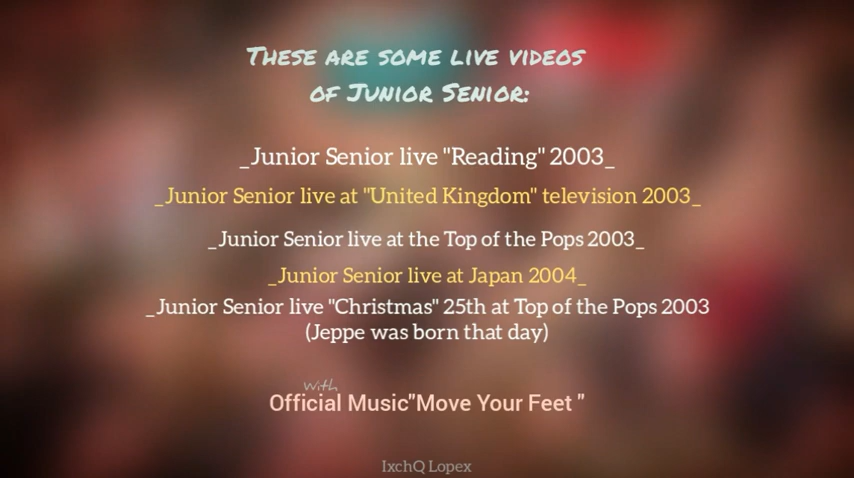 These are some live videos
of Junior Senior:
_Junior Senior live "Reading" 2003_
_Junior Senior live at "United Kingdom" television 2003_
_Junior Senior live at the Top of the Pops 2003_
_Junior Senior live at Japan 2004_
_Junior Senior live "Christmas" 25th at Top of the Pops 2003
(Jeppe was born that day)
With
Official Music"Move Your Feet "
IxchQ Lopex